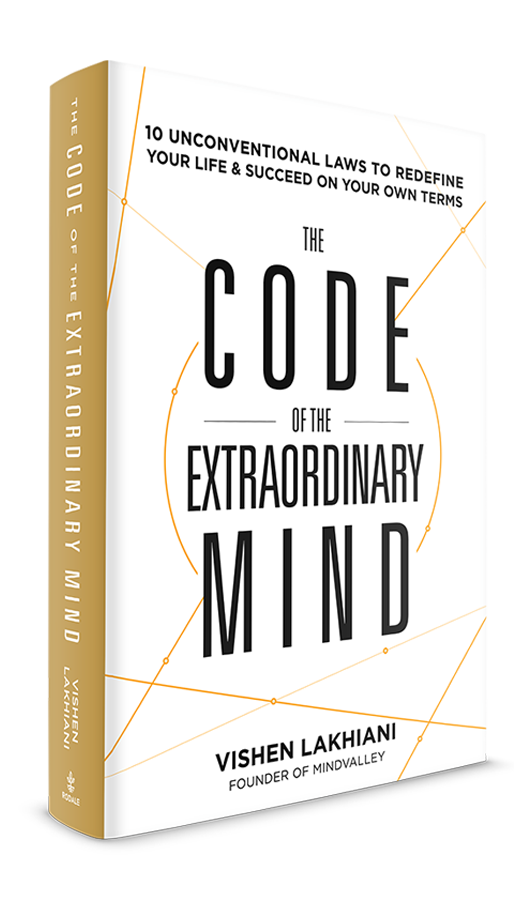 THE CODE OF THE EXTRAORDINARY MIND
VISHEN
LAKHIANI
RODALE
10 UNCONVENTIONAL LAWS TO REDEFINE
YOUR LIFE & SUCCEED ON YOUR OWN TERMS
THE
CODE
OF THE
EXTRAORDINARY
MIND
VISHEN LAKHIANI
FOUNDER OF MINDVALLEY